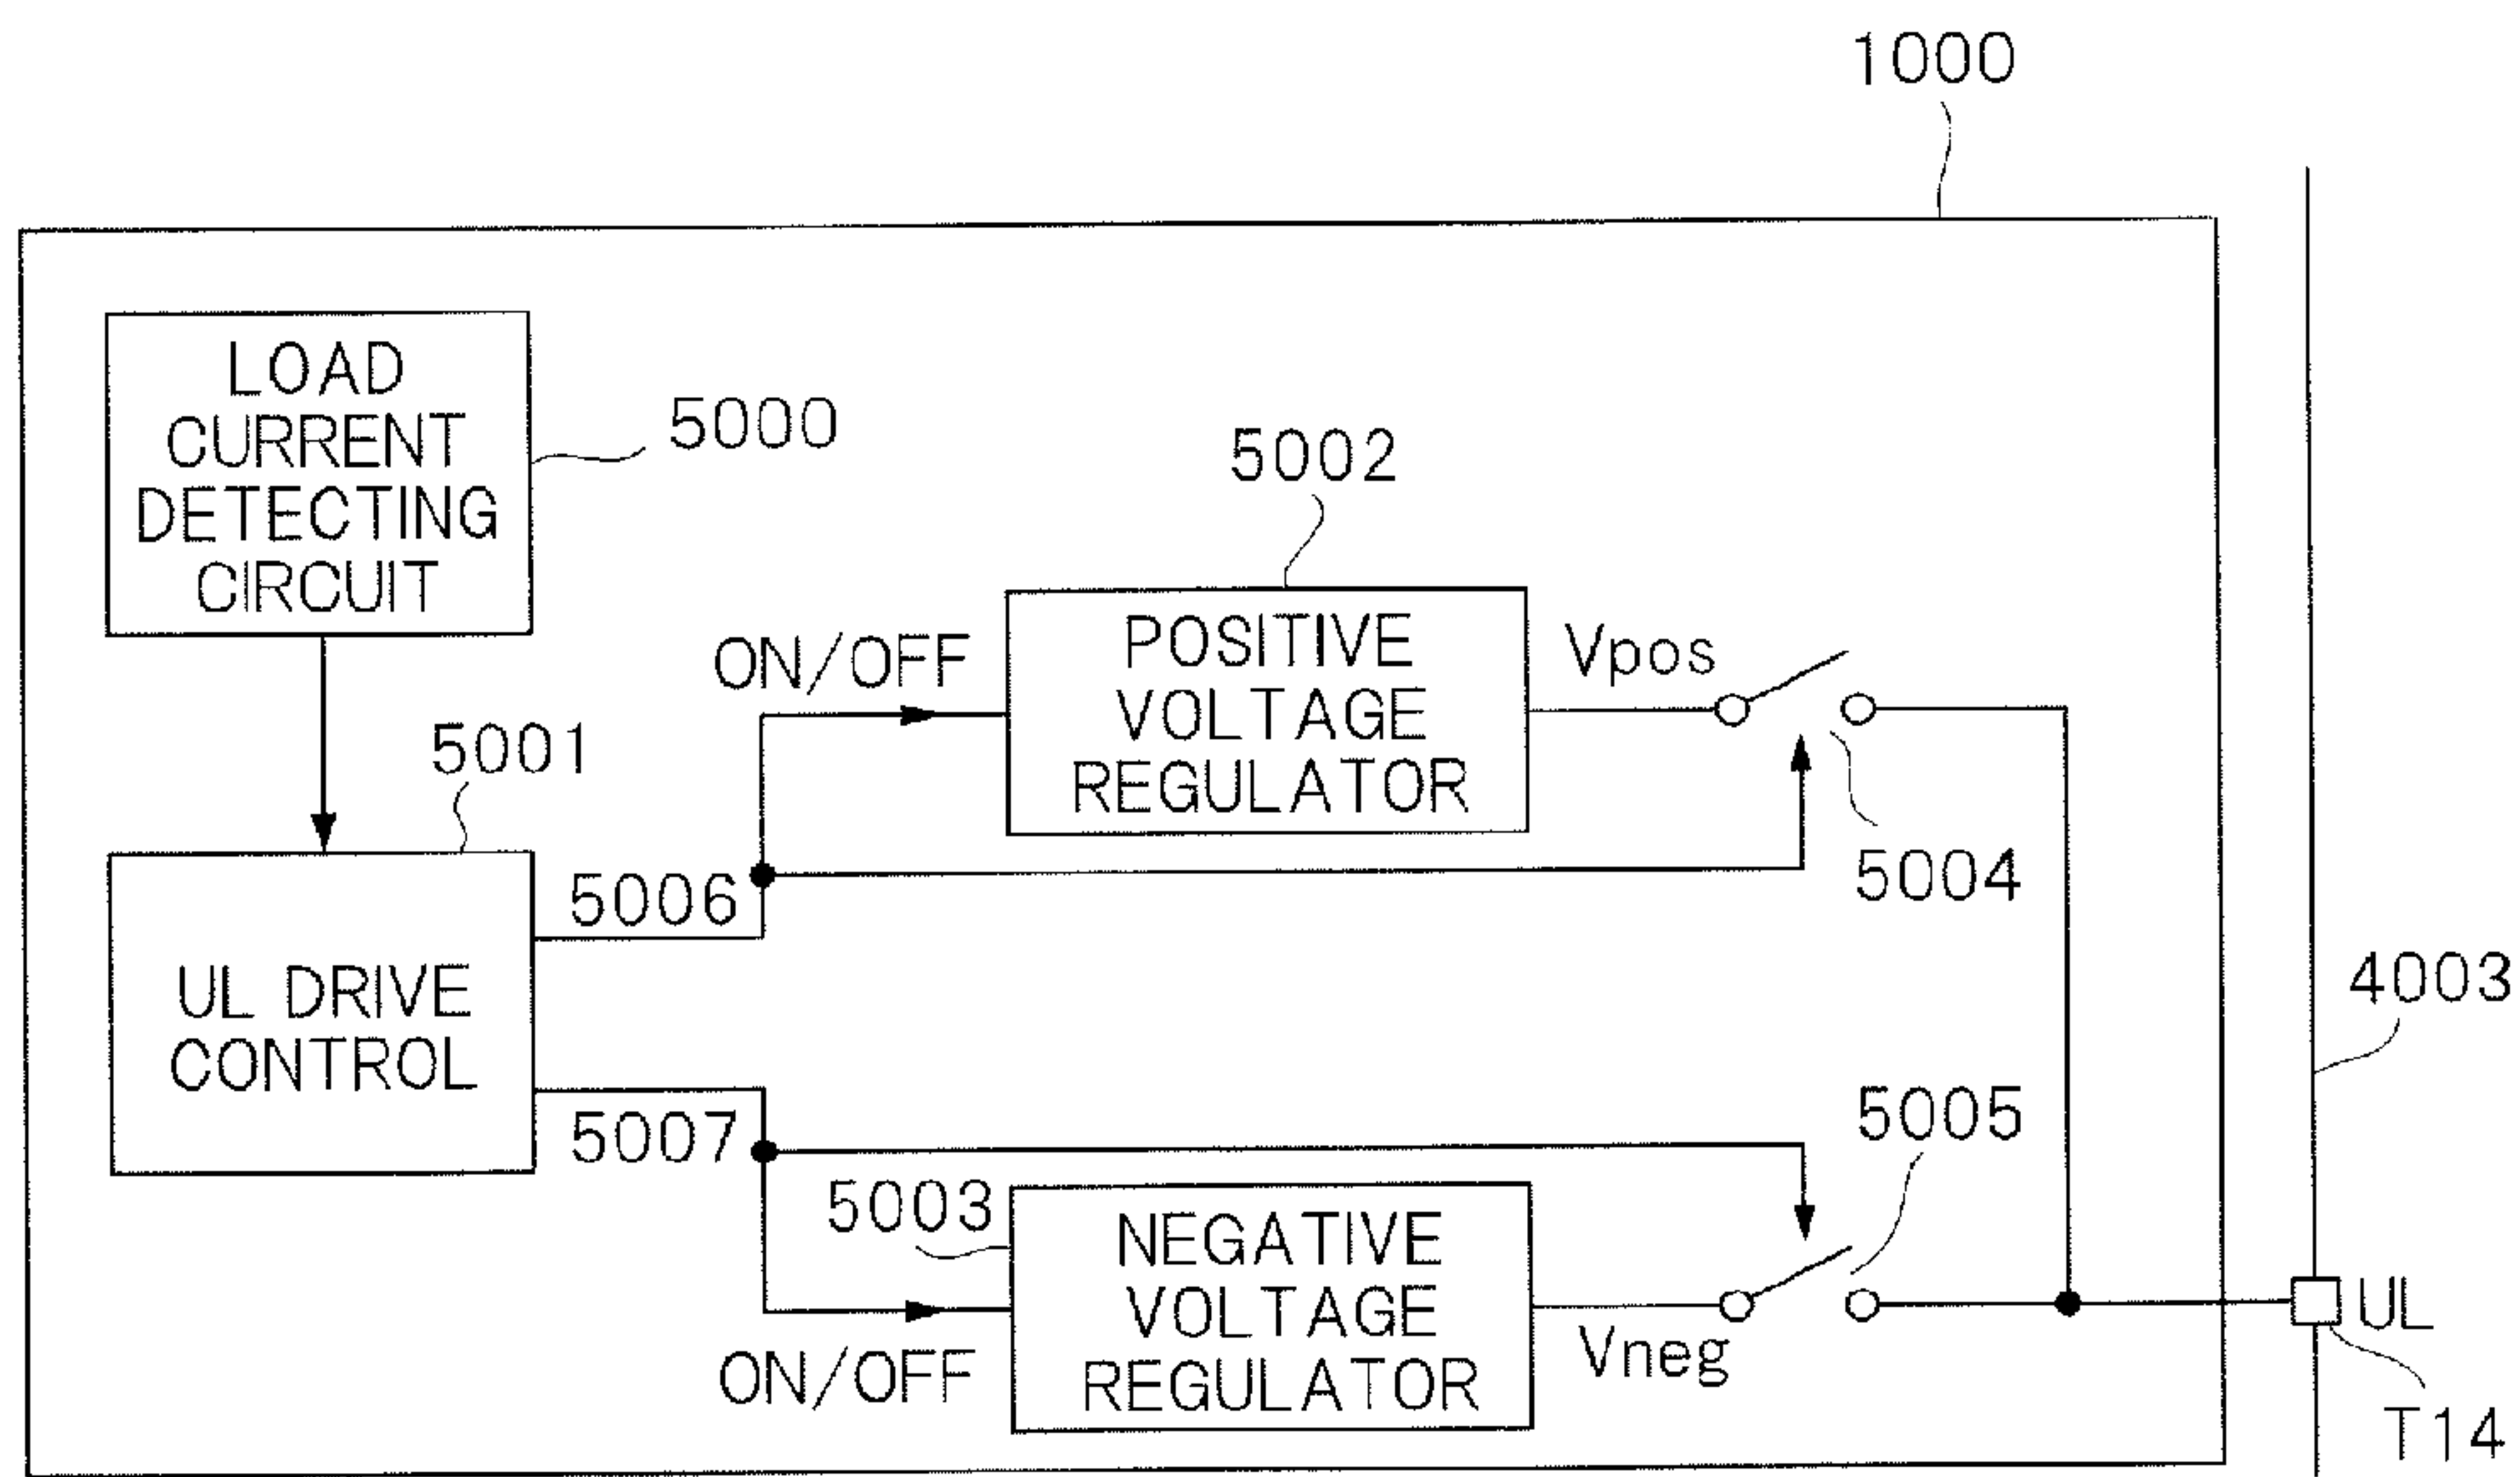 1000
LOAD
CURRENT
DETECTING
CIRCUIT
5000
5002
ON/OFF
POSITIVE
VOLTAGE
REGULATOR
Vpos
5001
5006
5004
UL DRIVE
CONTROL
4003
5007
5005
5003
NEGATIVE
VOLTAGE
REGULATOR
ON/OFF
Vneg
UL
T14